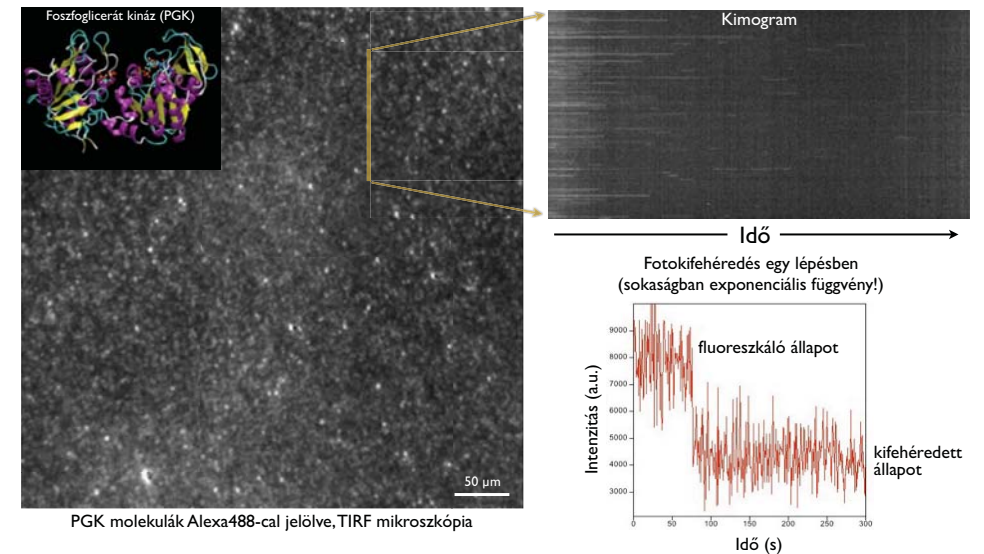 Foszfoglicerát kináz (PGK)
50 µm
PGK molekulák Alexa488-cal jelölve, TIRF mikroszkópia
Kimogram
Idő
Fotokifehéredés egy lépésben
(sokaságban exponenciális függvény!)
9000
8000
7000
6000
5000
4000
3000
Intenzitás (a.u.)
fluoreszkáló állapot
kifehéredett
állapot
0 50 100 150 200 250 300
Idő (s)